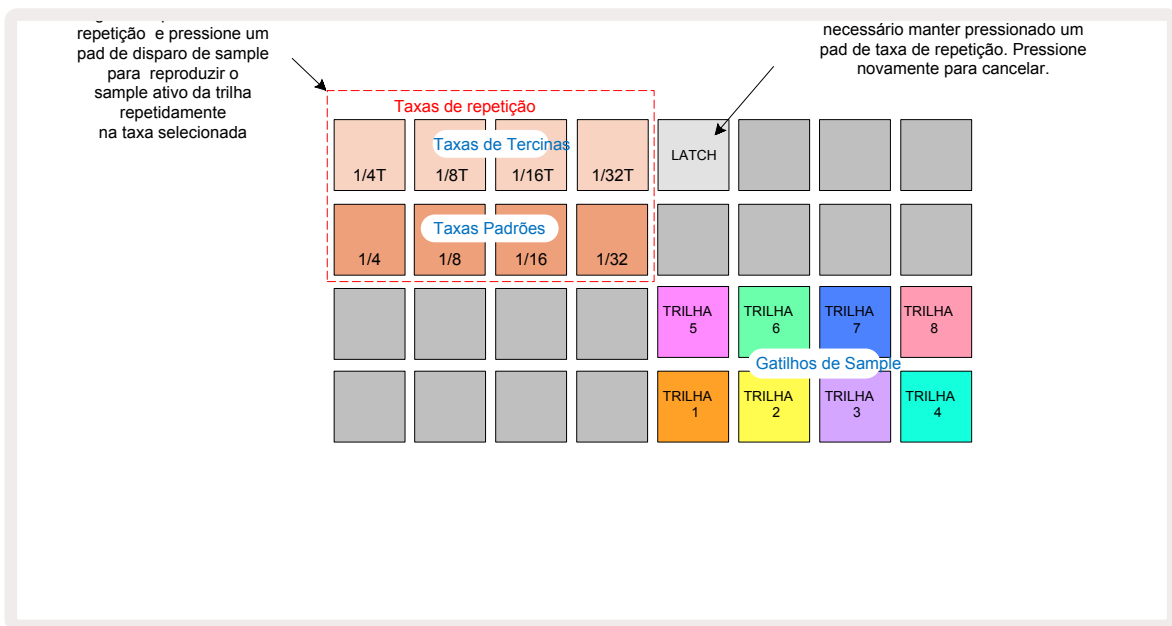 repetição e pressione um
pad de disparo de sample
para reproduzir o
sample ativo da trilha
repetidamente
na taxa selecionada
necessário manter pressionado um
pad de taxa de repetição. Pressione
novamente para cancelar.
Taxas de repetição
Taxas de Tercinas
1/4T 1/8T 1/16T 1/32T
LATCH
Taxas Padrões
1/4 1/8 1/16 1/32
TRILHA 5
TRILHA 6
TRILHA 7
TRILHA 8
Gatilhos de Sample
TRILHA 1
TRILHA 2
TRILHA 3
TRILHA 4